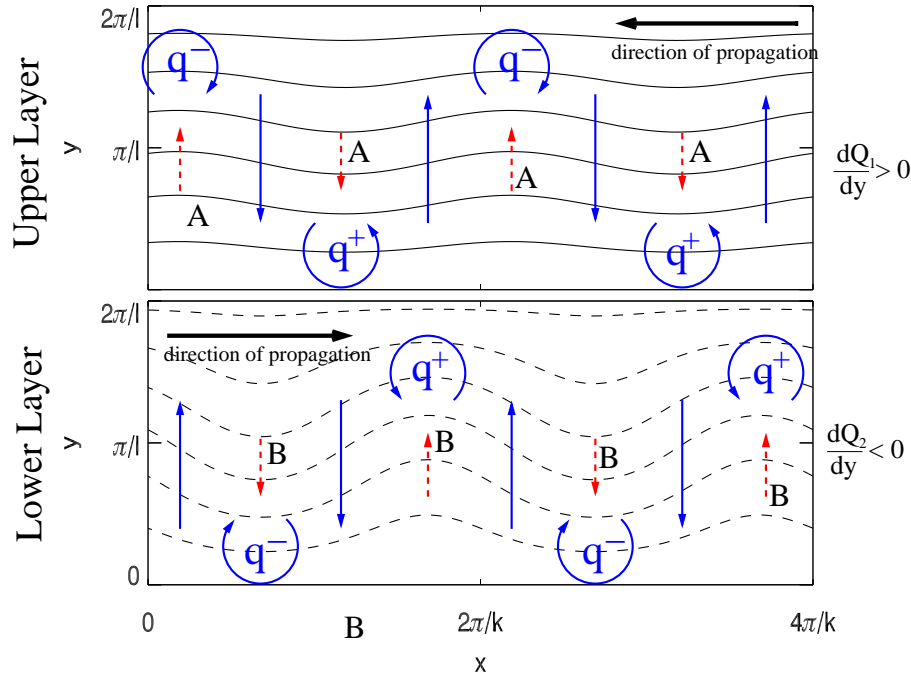 Upper Layer
y
2π/l
π/l
direction of propagation
q⁻
q⁻
A
A
A
A
q⁺
q⁺
dQ₁/dy > 0
Lower Layer
y
2π/l
π/l
0
direction of propagation
q⁺
q⁺
B
B
B
B
q⁻
q⁻
dQ₂/dy < 0
0
B
2π/k
4π/k
x